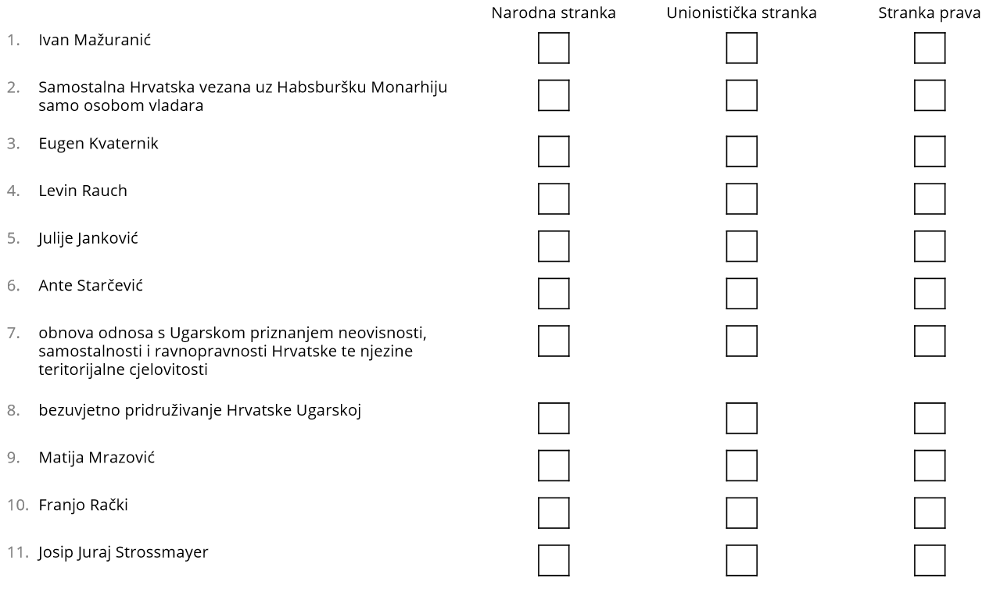 Narodna stranka Unionistička stranka Stranka prava
1. Ivan Mažuranić
2. Samostalna Hrvatska vezana uz Habsburšku Monarhiju
samo osobom vladara
3. Eugen Kvaternik
4. Levin Rauch
5. Julije Janković
6. Ante Starčević
7. obnova odnosa s Ugarskom priznanjem neovisnosti,
samostalnosti i ravnopravnosti Hrvatske te njezine
teritorijalne cjelovitosti
8. bezuvjetno pridruživanje Hrvatske Ugarskoj
9. Matija Mrazović
10. Franjo Rački
11. Josip Juraj Strossmayer